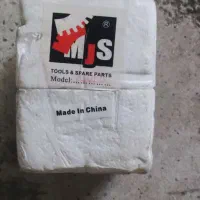 MJS
®
TOOLS & SPARE PARTS
Model:................
Made In China